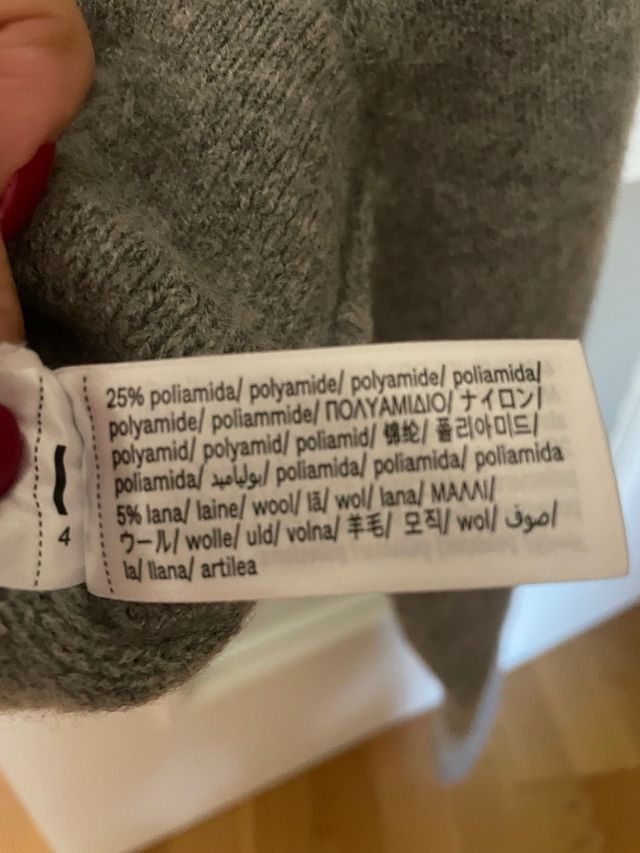 25% poliamida/ polyamide/ polyamide/ poliamida/
polyamide/ poliammide/ ΠΟΛΥΑΜΙΔΙΟ/ ナイロン/
polyamid/ polyamid/ poliamid/ 锦纶/ 폴리아미드/
poliamida/ بولياميد/ poliamida/ poliamida/ poliamida
5% lana/ laine/ wool/ lã/ wol/ lana/ ΜΑΛΛΙ/
ウール/ wolle/ uld/ volna/ 羊毛/ 모직/ wol/ صوف/
la/ llana/ artilea
4